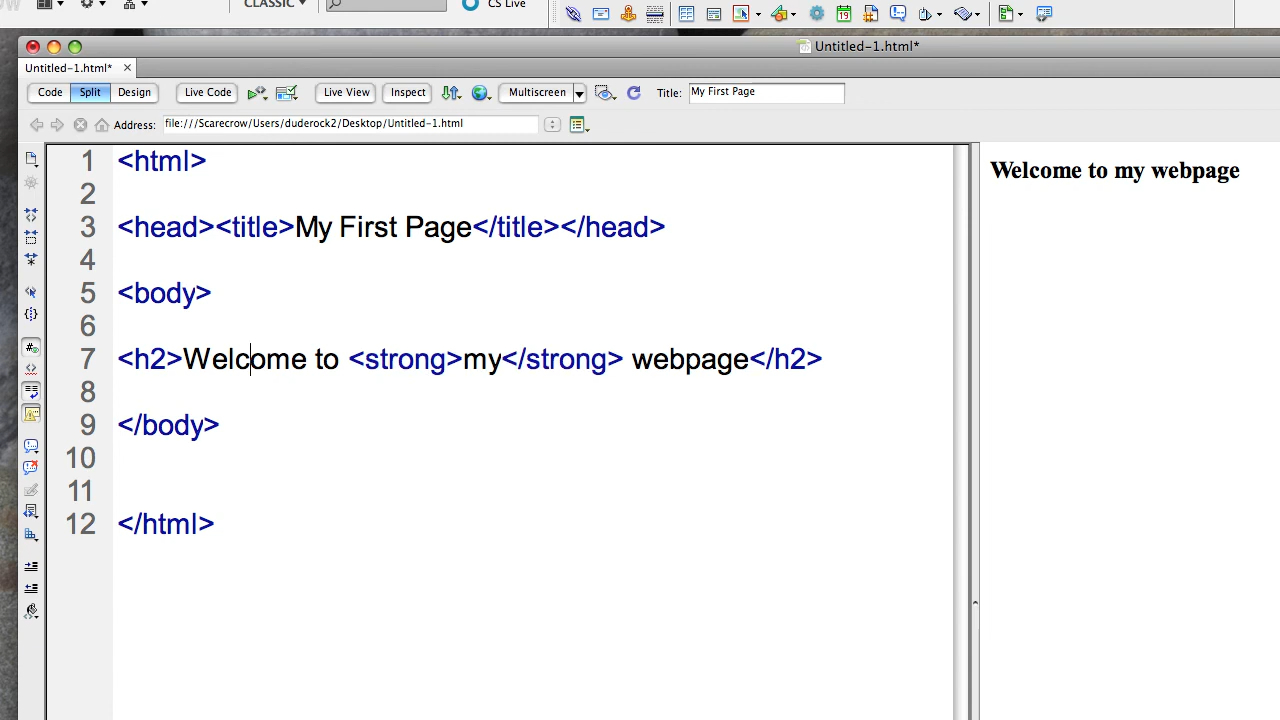 CLASSIC
CS Live
Untitled-1.html*
Untitled-1.html*
Code Split Design Live Code Live View Inspect Multiscreen Title: My First Page
Address: file:///Scarecrow/Users/duderock2/Desktop/Untitled-1.html
1 <html>
2
3 <head><title>My First Page</title></head>
4
5 <body>
6
7 <h2>Welcome to <strong>my</strong> webpage</h2>
8
9 </body>
10
11
12 </html>
Welcome to my webpage